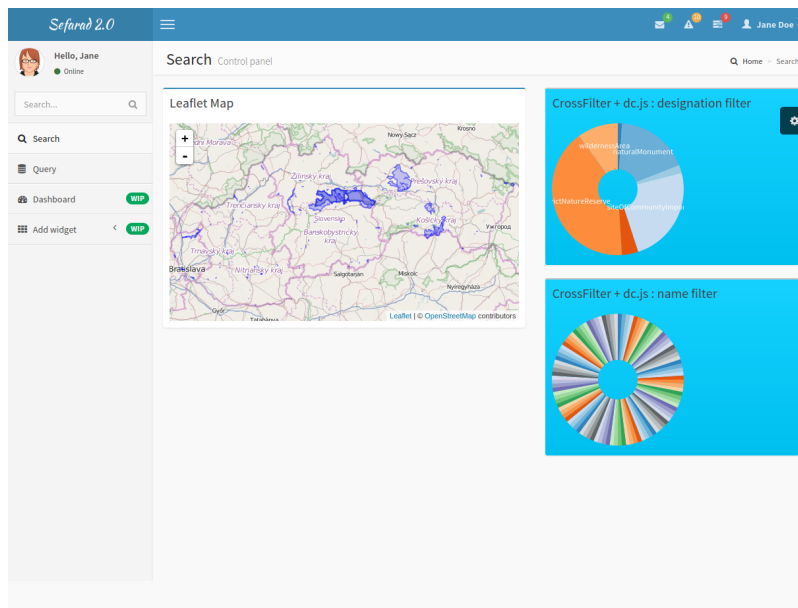 Sefarad 2.0
4
10
9
Jane Doe
Hello, Jane
Online
Search Control panel
Home > Search
Search...
Search
Query
Dashboard WIP
Add widget < WIP
Leaflet Map
+
-
Nowy Sącz
Krosno
Žilinský kraj
Prešovský kraj
Trenčiansky kraj
Slovensko
Košický kraj
Banskobystrický
kraj
Ужгород
Trnavský kraj
Bratislava
Nitriansky kraj
Salgótarján
Miskolc
Nyíregyháza
Győr
Tatabánya
Leaflet | © OpenStreetMap contributors
CrossFilter + dc.js : designation filter
wildernessArea
naturalMonument
ictNatureReserve
CrossFilter + dc.js : name filter